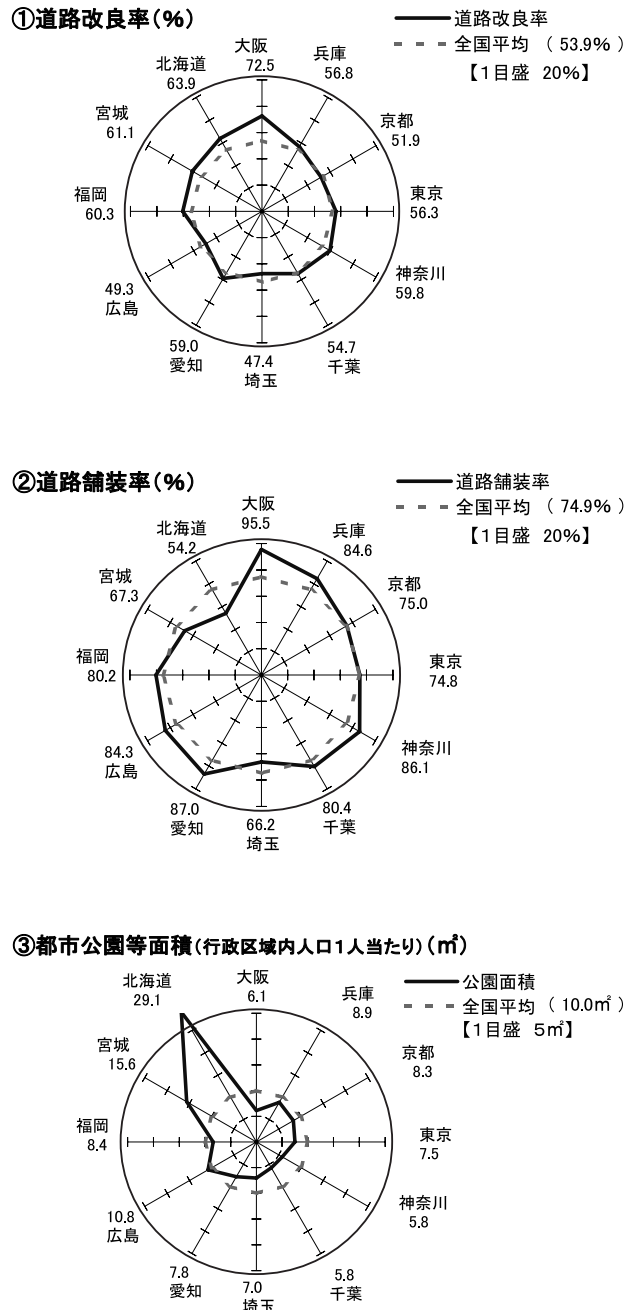 ①道路改良率(%)
道路改良率
全国平均 ( 53.9% )
【1目盛 20%】
大阪
72.5
兵庫
56.8
京都
51.9
東京
56.3
神奈川
59.8
54.7
千葉
47.4
埼玉
59.0
愛知
49.3
広島
福岡
60.3
宮城
61.1
北海道
63.9
②道路舗装率(%)
道路舗装率
全国平均 ( 74.9% )
【1目盛 20%】
大阪
95.5
兵庫
84.6
京都
75.0
東京
74.8
神奈川
86.1
80.4
千葉
66.2
埼玉
87.0
愛知
84.3
広島
福岡
80.2
宮城
67.3
北海道
54.2
③都市公園等面積(行政区域内人口1人当たり)(㎡)
公園面積
全国平均 ( 10.0㎡ )
【1目盛 5㎡】
大阪
6.1
兵庫
8.9
京都
8.3
東京
7.5
神奈川
5.8
5.8
千葉
7.0
埼玉
7.8
愛知
10.8
広島
福岡
8.4
宮城
15.6
北海道
29.1